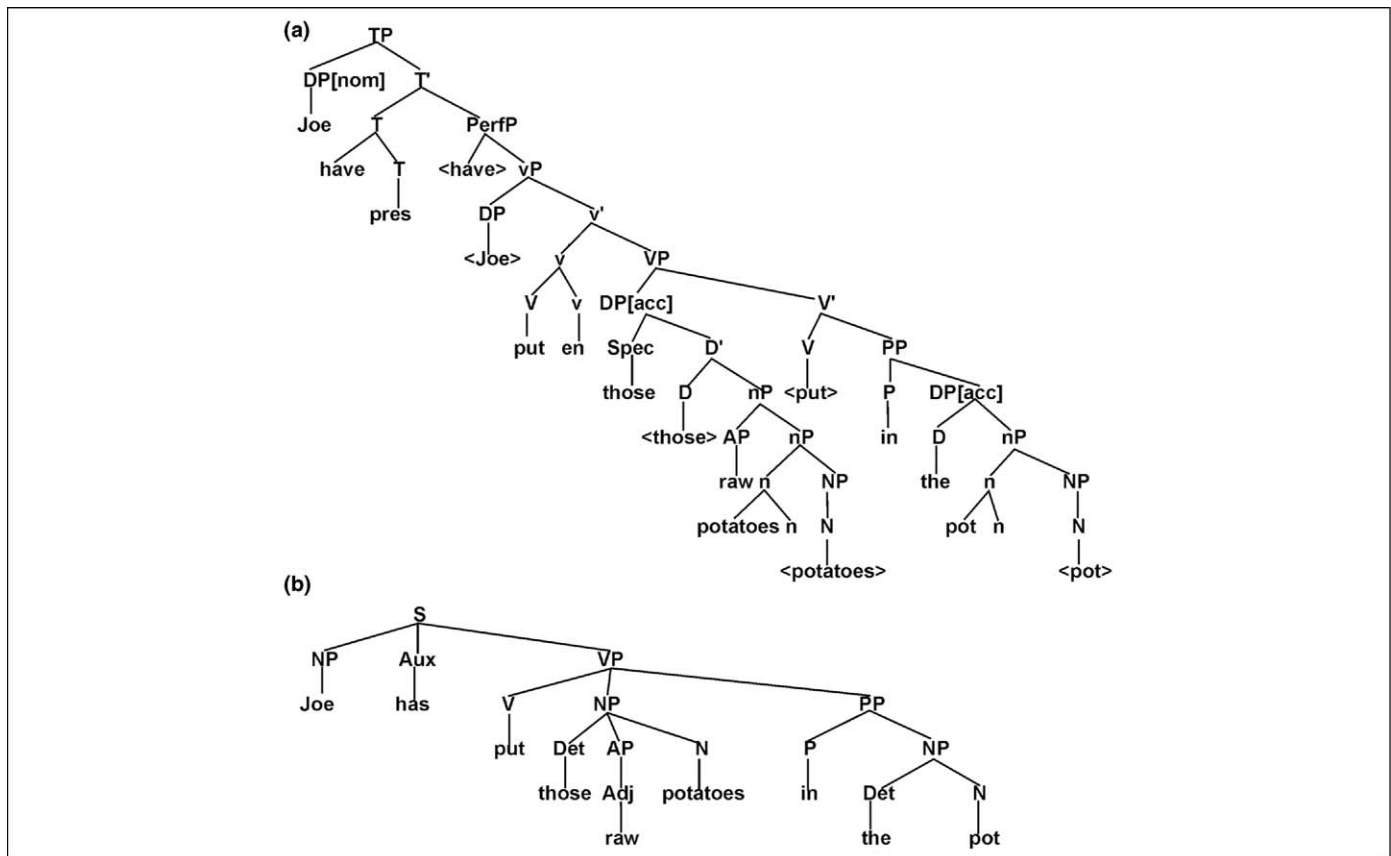 (a)
TP
DP[nom] T'
Joe T PerfP
have T <have> vP
pres DP v'
<Joe> v VP
V v DP[acc] V'
put en Spec D' V PP
those D nP <put> P DP[acc]
<those> AP nP in D nP
raw n NP the n NP
potatoes n N pot n N
<potatoes> <pot>
(b)
S
NP Aux VP
Joe has V NP PP
put Det AP N P NP
those Adj potatoes in Det N
raw the pot